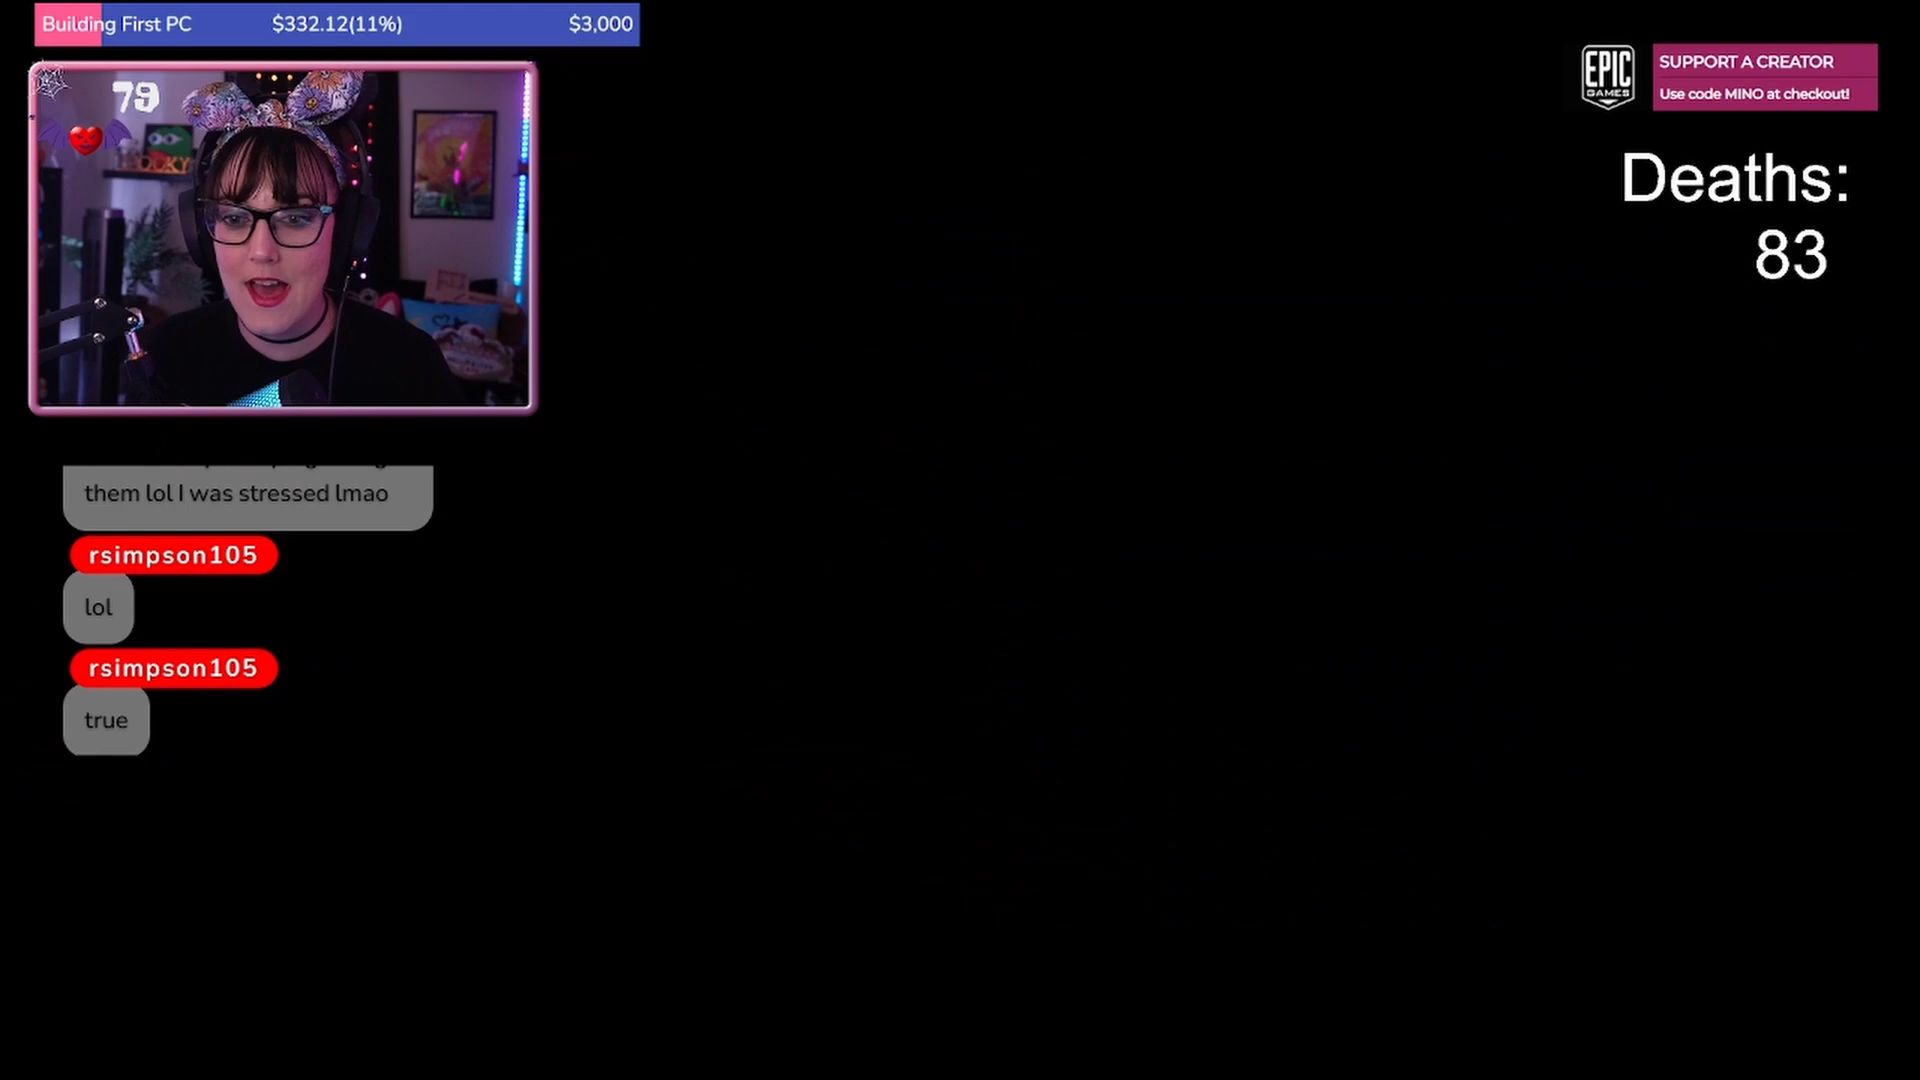 Building First PC $332.12(11%) $3,000
79
SPOOKY
EPIC
GAMES
SUPPORT A CREATOR
Use code MINO at checkout!
Deaths:
83
them lol I was stressed lmao
rsimpson105
lol
rsimpson105
true